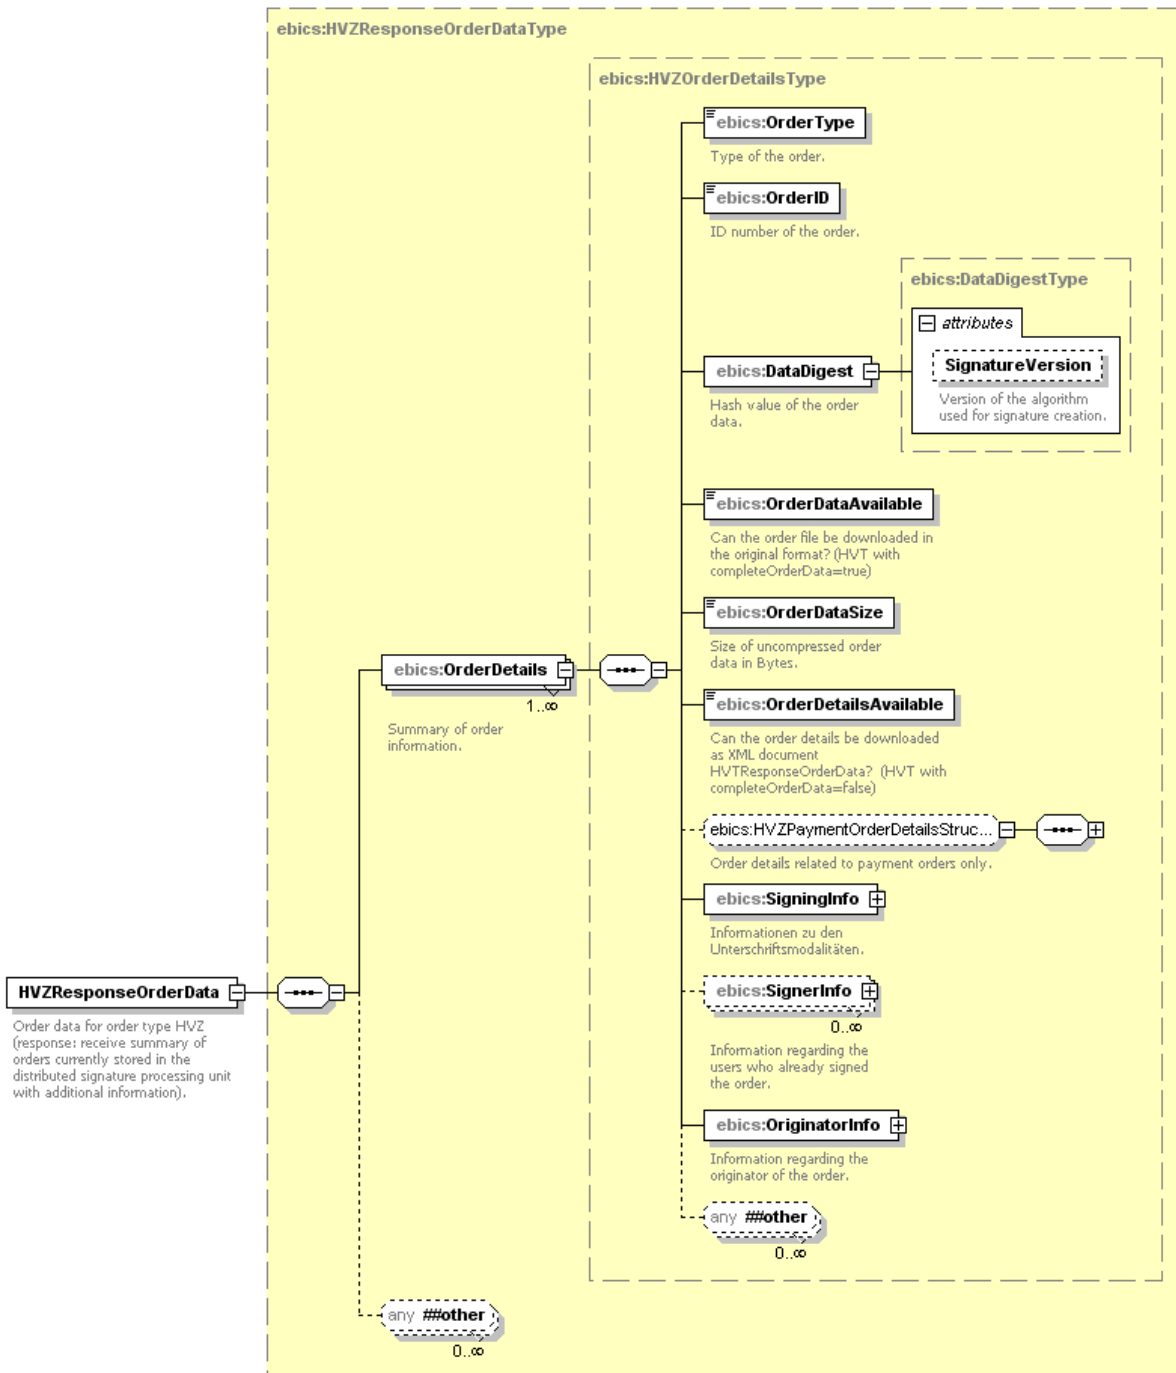 ebics:HVZResponseOrderDataType
ebics:HVZOrderDetailsType
ebics:OrderType
Type of the order.
ebics:OrderID
ID number of the order.
ebics:DataDigestType
attributes
SignatureVersion
Version of the algorithm
used for signature creation.
ebics:DataDigest
Hash value of the order
data.
ebics:OrderDataAvailable
Can the order file be downloaded in
the original format? (HVT with
completeOrderData=true)
ebics:OrderDataSize
Size of uncompressed order
data in Bytes.
ebics:OrderDetails
1..∞
Summary of order
information.
ebics:OrderDetailsAvailable
Can the order details be downloaded
as XML document
HVTResponseOrderData? (HVT with
completeOrderData=false)
ebics:HVZPaymentOrderDetailsStruc...
Order details related to payment orders only.
ebics:SigningInfo
Informationen zu den
Unterschriftsmodalitäten.
HVZResponseOrderData
Order data for order type HVZ
(response: receive summary of
orders currently stored in the
distributed signature processing unit
with additional information).
ebics:SignerInfo
0..∞
Information regarding the
users who already signed
the order.
ebics:OriginatorInfo
Information regarding the
originator of the order.
any ##other
0..∞
any ##other
0..∞